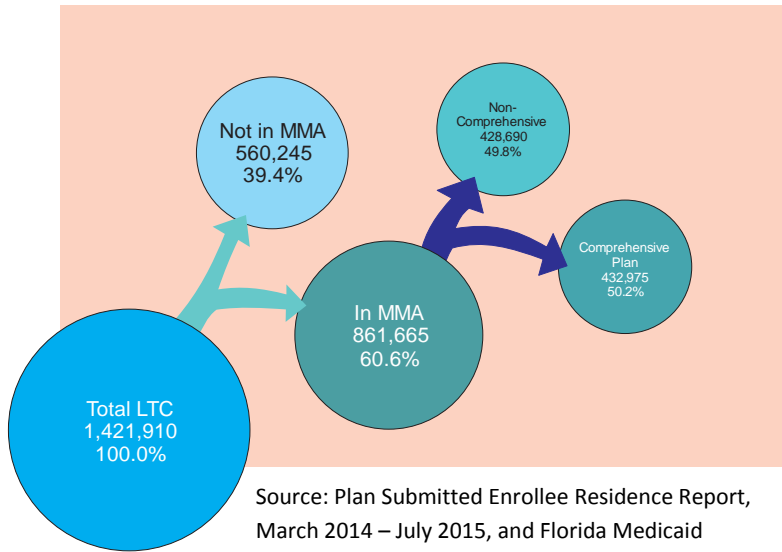 Not in MMA
560,245
39.4%
Non-
Comprehensive
428,690
49.8%
Comprehensive
Plan
432,975
50.2%
In MMA
861,665
60.6%
Total LTC
1,421,910
100.0%
Source: Plan Submitted Enrollee Residence Report,
March 2014 – July 2015, and Florida Medicaid